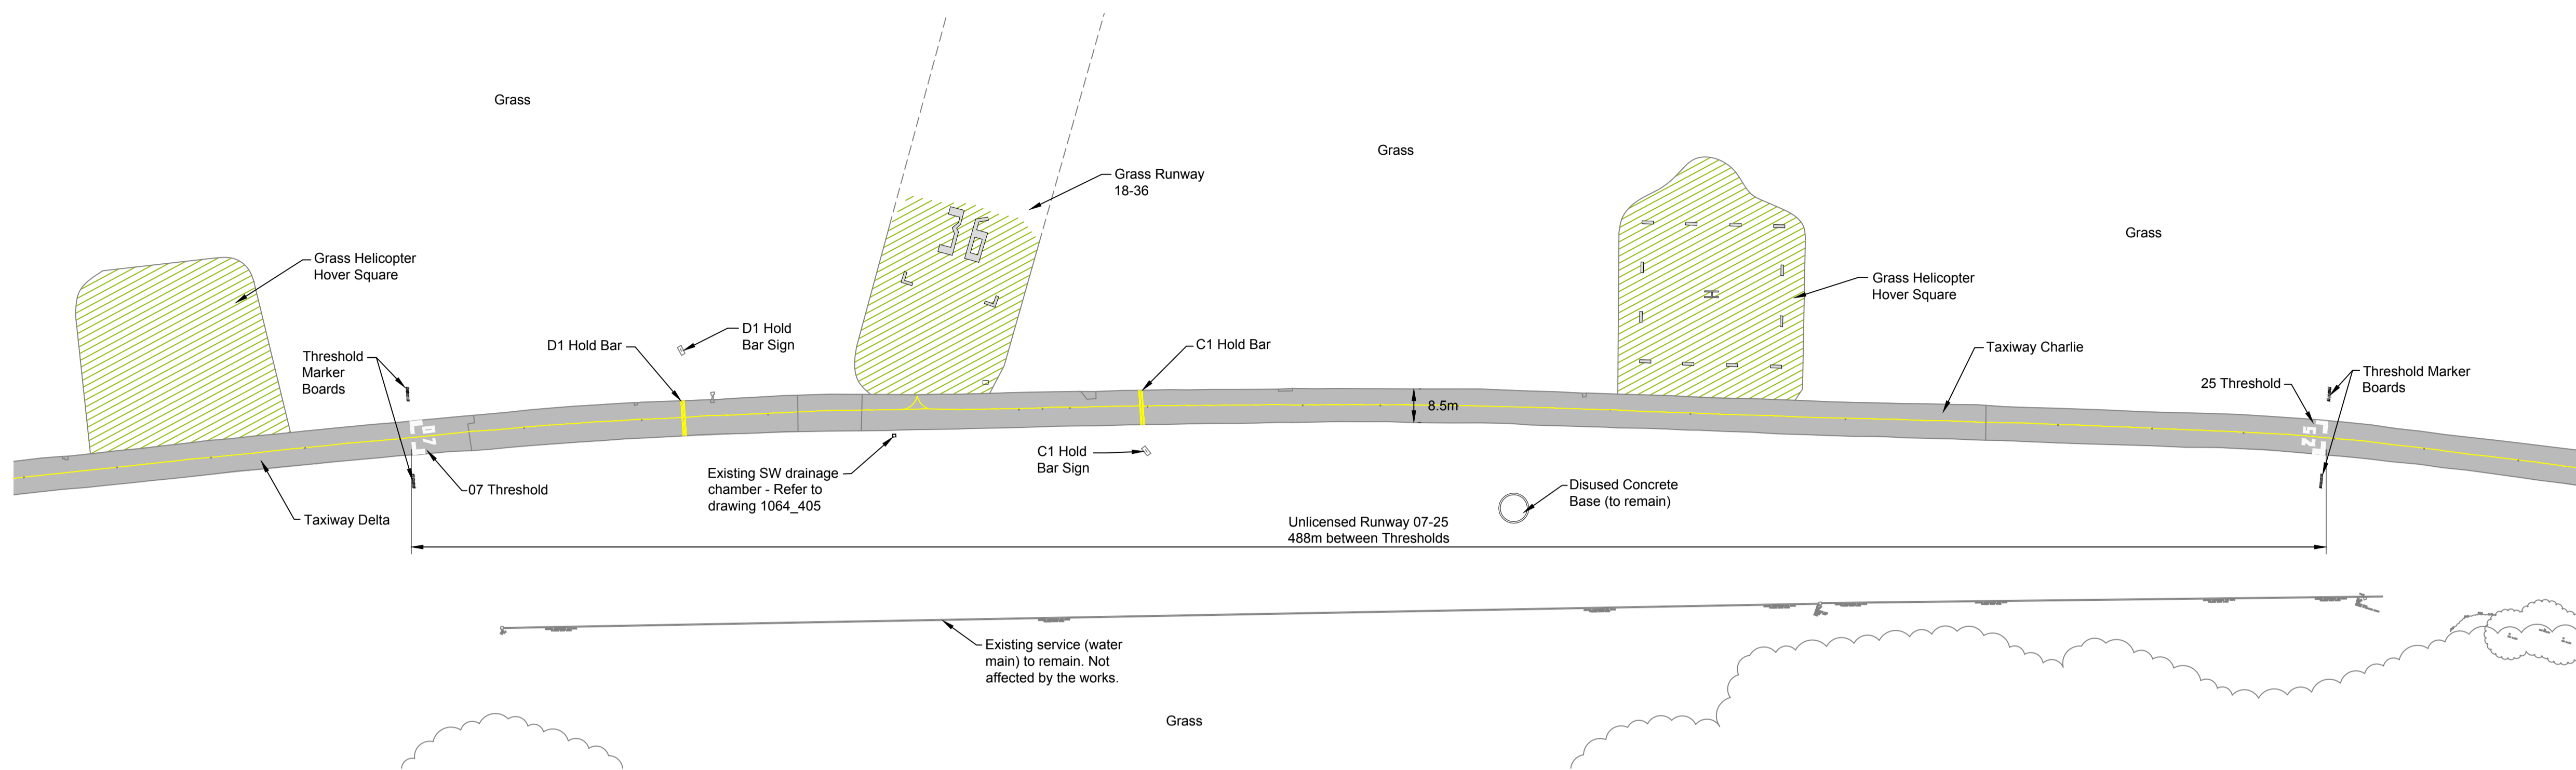 Grass
Grass
Grass Runway
18-36
Grass
36
Grass Helicopter
Hover Square
Grass Helicopter
Hover Square
H
D1 Hold
Bar Sign
D1 Hold Bar
C1 Hold Bar
Taxiway Charlie
Threshold
Marker
Boards
Threshold Marker
Boards
25 Threshold
8.5m
07
25
C1 Hold
Bar Sign
Existing SW drainage
chamber - Refer to
drawing 1064_405
07 Threshold
Disused Concrete
Base (to remain)
Taxiway Delta
Unlicensed Runway 07-25
488m between Thresholds
Existing service (water
main) to remain. Not
affected by the works.
Grass